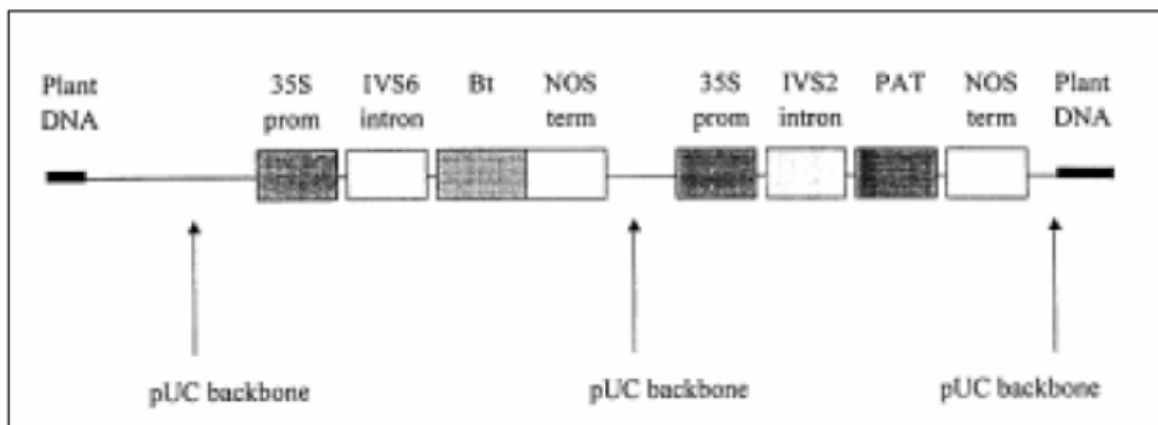 Plant 35S IVS6 Bt NOS 35S IVS2 PAT NOS Plant
DNA prom intron term prom intron term DNA
pUC backbone pUC backbone pUC backbone